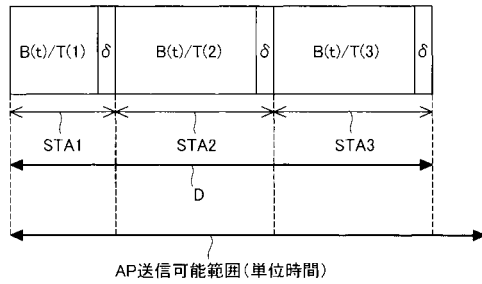 B(t)/T(1) δ B(t)/T(2) δ B(t)/T(3) δ
STA1 STA2 STA3
D
AP送信可能範囲(単位時間)